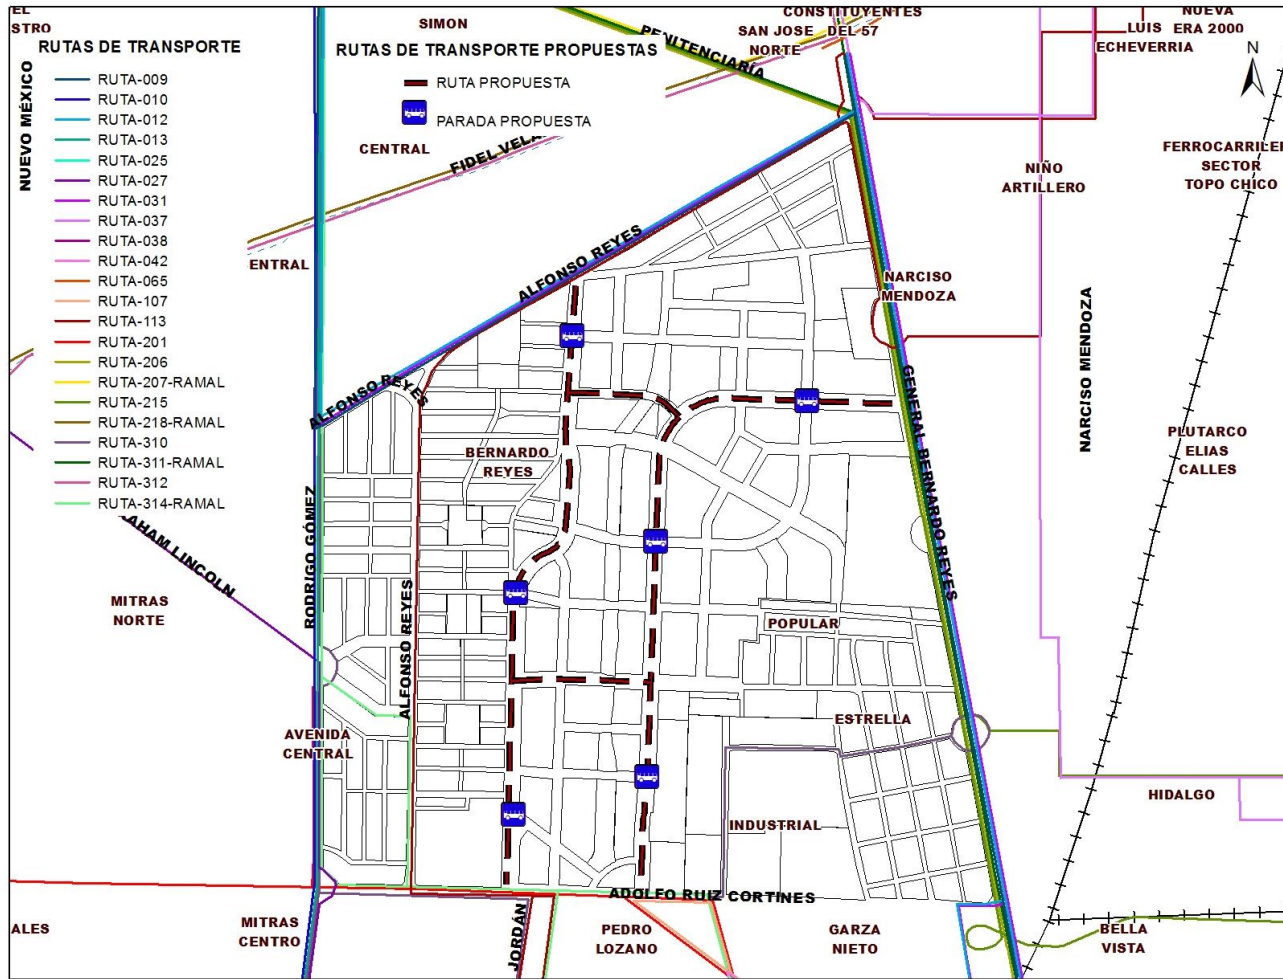 EL
STRO
SIMON
CONSTITUYENTES
SAN JOSE DEL 57
NORTE
NUEVA
LUIS ERA 2000
ECHEVERRIA
RUTAS DE TRANSPORTE
RUTA-009
RUTA-010
RUTA-012
RUTA-013
RUTA-025
RUTA-027
RUTA-031
RUTA-037
RUTA-038
RUTA-042
RUTA-065
RUTA-107
RUTA-113
RUTA-201
RUTA-206
RUTA-207-RAMAL
RUTA-215
RUTA-218-RAMAL
RUTA-310
RUTA-311-RAMAL
RUTA-312
RUTA-314-RAMAL
RUTAS DE TRANSPORTE PROPUESTAS
RUTA PROPUESTA
PARADA PROPUESTA
N
NUEVO MÉXICO
PENITENCIARÍA
CENTRAL
FIDEL VELA
NIÑO
ARTILLERO
FERROCARRILE
SECTOR
TOPO CHICO
ENTRAL
ALFONSO REYES
NARCISO
MENDOZA
NARCISO MENDOZA
ALFONSO REYES
GENERAL BERNARDO REYES
BERNARDO
REYES
PLUTARCO
ELIAS
CALLES
AHAM LINCOLN
RODRIGO GÓMEZ
ALFONSO REYES
MITRAS
NORTE
POPULAR
AVENIDA
CENTRAL
ESTRELLA
HIDALGO
INDUSTRIAL
ADOLFO RUIZ CORTINES
ALES
MITRAS
CENTRO
JORDÁN
PEDRO
LOZANO
GARZA
NIETO
BELLA
VISTA